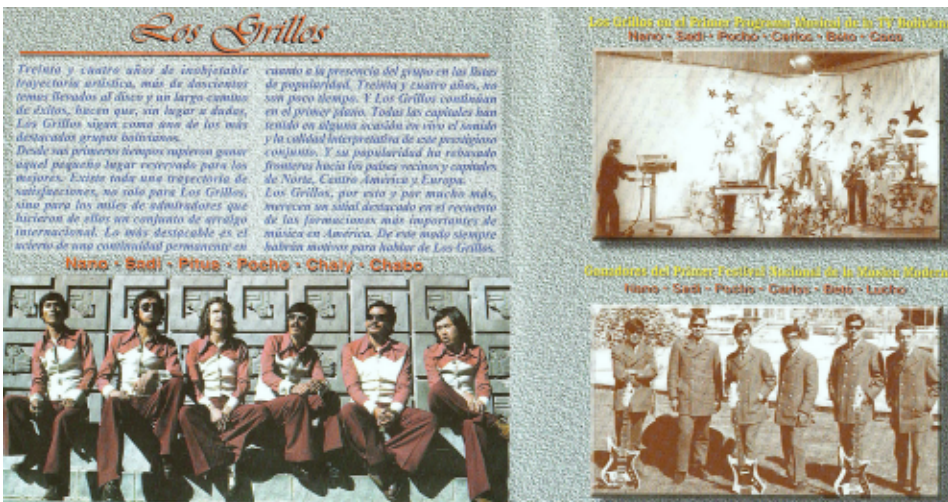 Los Grillos
Treinta y cuatro años de inobjetable
trayectoria artística, más de doscientos
temas llevados al disco y un largo camino
de éxitos, hacen que, sin lugar a dudas,
Los Grillos sigan como uno de los más
destacados grupos bolivianos.
Desde sus primeros tiempos supieron ganar
aquel pequeño lugar reservado para los
mejores. Existe toda una trayectoria de
satisfacciones, no solo para Los Grillos,
sino para los miles de admiradores que
hicieron de ellos un conjunto de arraigo
internacional. Lo más destacable es el
acierto de una continuidad permanente en
cuanto a la presencia del grupo en las listas
de popularidad. Treinta y cuatro años, no
son poco tiempo. Y Los Grillos continúan
en el primer plano. Todas las capitales han
tenido en alguna ocasión en vivo el sonido
y la calidad interpretativa de este prestigioso
conjunto. Y su popularidad ha rebasado
fronteras hacia los países vecinos y capitales
de Norte, Centro América y Europa.
Los Grillos, por esto y por mucho más,
merecen un sitial destacado en el recuento
de las formaciones más importantes de
música en América. De este modo siempre
habrán motivos para hablar de Los Grillos.
Nano - Sadi - Phua - Pocho - Chaly - Chabo
Los Grillos en el Primer Programa Musical de la TV Boliviana
Nano - Sadi - Pocho - Carlos - Beto - Coco
Ganadores del Primer Festival Nacional de la Música Moderna
Nano - Sadi - Pocho - Carlos - Beto - Lucho